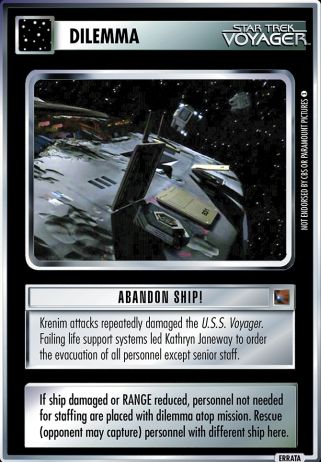 DILEMMA
STAR TREK
VOYAGER
NOT ENDORSED BY CBS OR PARAMOUNT PICTURES
ABANDON SHIP!
Krenim attacks repeatedly damaged the U.S.S. Voyager.
Failing life support systems led Kathryn Janeway to order
the evacuation of all personnel except senior staff.
If ship damaged or RANGE reduced, personnel not needed
for staffing are placed with dilemma atop mission. Rescue
(opponent may capture) personnel with different ship here.
ERRATA